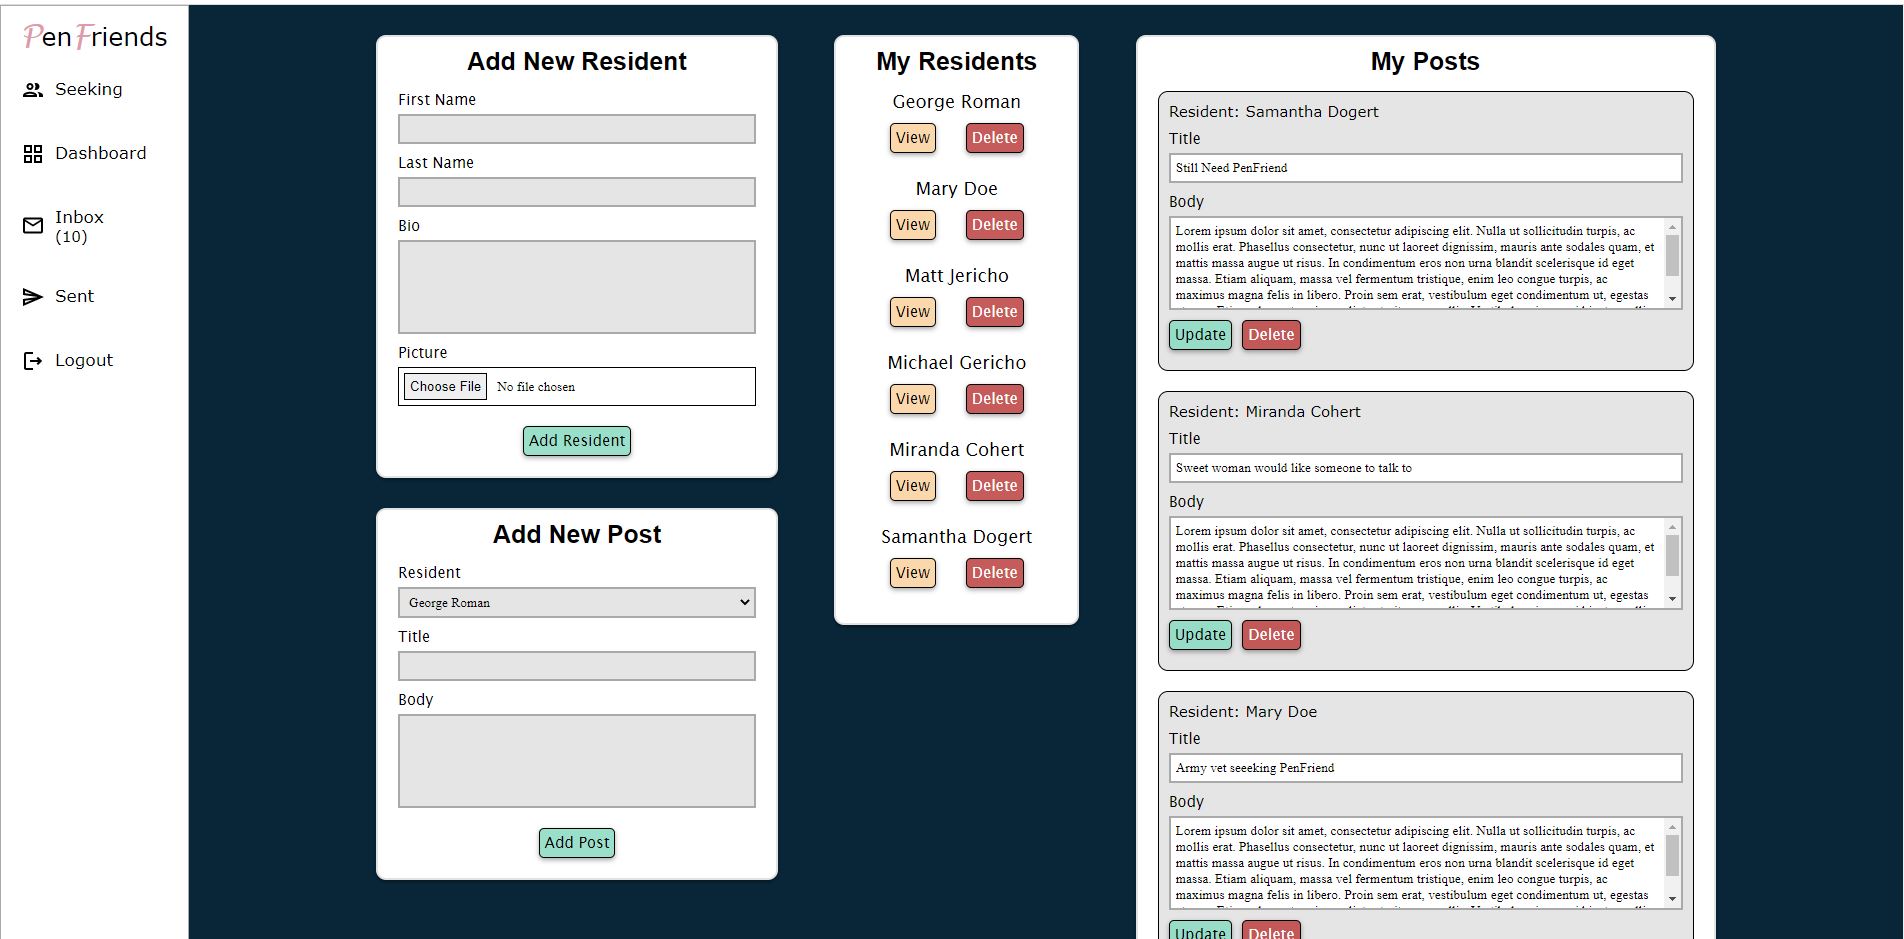 PenFriends
Seeking
Dashboard
Inbox
(10)
Sent
Logout
Add New Resident
First Name
Last Name
Bio
Picture
Choose File No file chosen
Add Resident
Add New Post
Resident
George Roman
Title
Body
Add Post
My Residents
George Roman
View Delete
Mary Doe
View Delete
Matt Jericho
View Delete
Michael Gericho
View Delete
Miranda Cohert
View Delete
Samantha Dogert
View Delete
My Posts
Resident: Samantha Dogert
Title
Still Need PenFriend
Body
Lorem ipsum dolor sit amet, consectetur adipiscing elit. Nulla ut sollicitudin turpis, ac
mollis erat. Phasellus consectetur, nunc ut laoreet dignissim, mauris ante sodales quam, et
mattis massa augue ut risus. In condimentum eros non urna blandit scelerisque id eget
massa. Etiam aliquam, massa vel fermentum tristique, enim leo congue turpis, ac
maximus magna felis in libero. Proin sem erat, vestibulum eget condimentum ut, egestas
Update Delete
Resident: Miranda Cohert
Title
Sweet woman would like someone to talk to
Body
Lorem ipsum dolor sit amet, consectetur adipiscing elit. Nulla ut sollicitudin turpis, ac
mollis erat. Phasellus consectetur, nunc ut laoreet dignissim, mauris ante sodales quam, et
mattis massa augue ut risus. In condimentum eros non urna blandit scelerisque id eget
massa. Etiam aliquam, massa vel fermentum tristique, enim leo congue turpis, ac
maximus magna felis in libero. Proin sem erat, vestibulum eget condimentum ut, egestas
Update Delete
Resident: Mary Doe
Title
Army vet seeeking PenFriend
Body
Lorem ipsum dolor sit amet, consectetur adipiscing elit. Nulla ut sollicitudin turpis, ac
mollis erat. Phasellus consectetur, nunc ut laoreet dignissim, mauris ante sodales quam, et
mattis massa augue ut risus. In condimentum eros non urna blandit scelerisque id eget
massa. Etiam aliquam, massa vel fermentum tristique, enim leo congue turpis, ac
maximus magna felis in libero. Proin sem erat, vestibulum eget condimentum ut, egestas
Update Delete